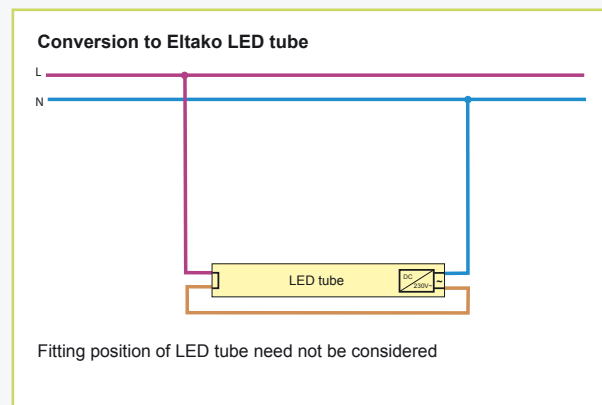 Conversion to Eltako LED tube
L
N
LED tube
DC
230V~
~
Fitting position of LED tube need not be considered